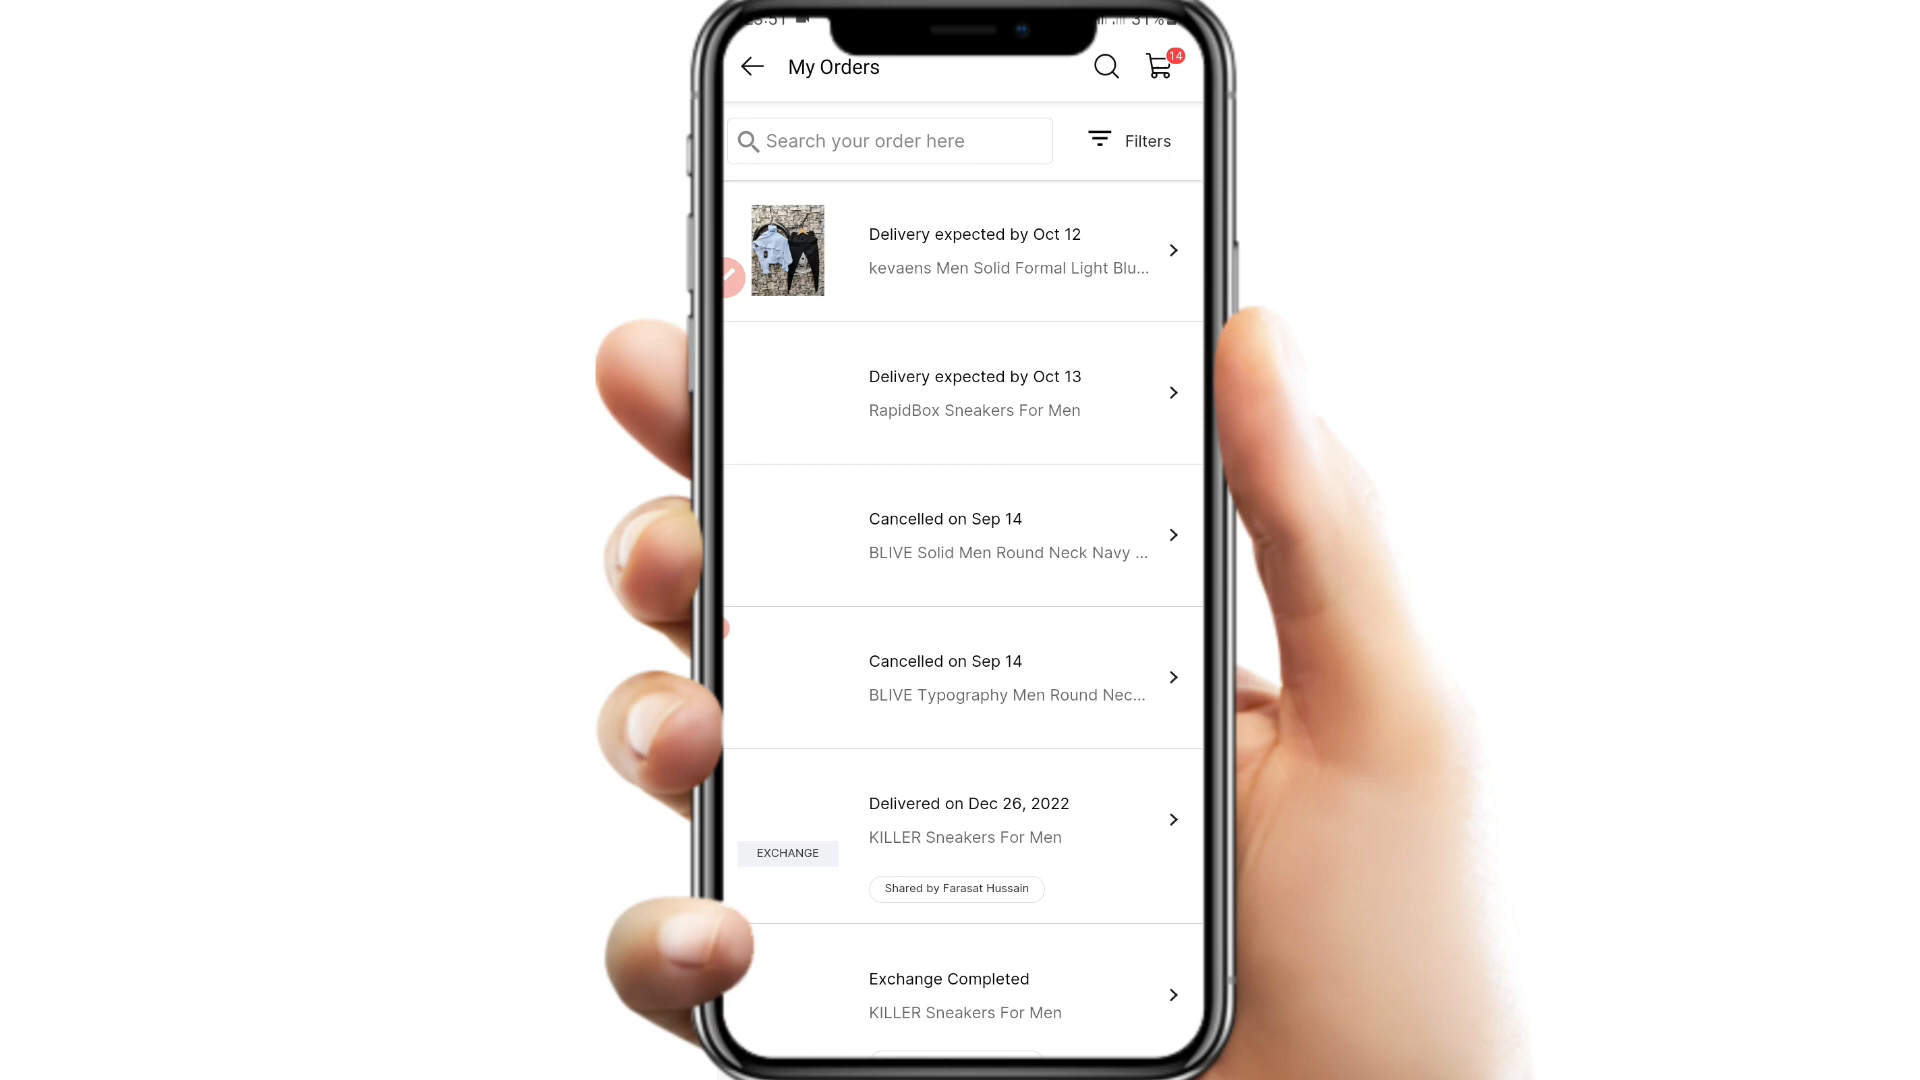 31%
My Orders
14
Search your order here
Filters
Delivery expected by Oct 12
kevaens Men Solid Formal Light Blu...
Delivery expected by Oct 13
RapidBox Sneakers For Men
Cancelled on Sep 14
BLIVE Solid Men Round Neck Navy ...
Cancelled on Sep 14
BLIVE Typography Men Round Nec...
Delivered on Dec 26, 2022
KILLER Sneakers For Men
EXCHANGE
Shared by Farasat Hussain
Exchange Completed
KILLER Sneakers For Men